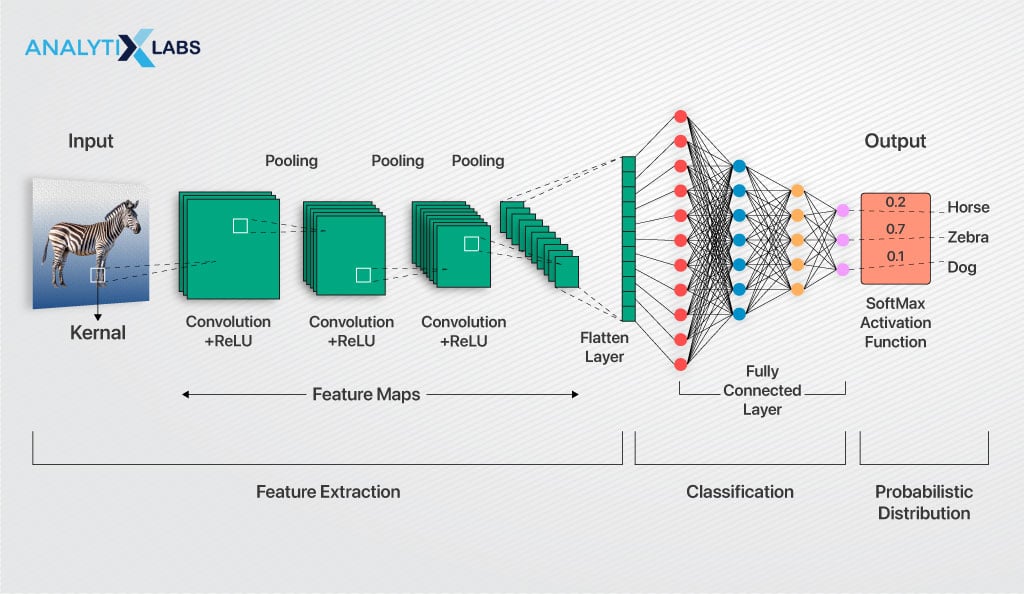 ANALYTIX LABS
Input
Output
Pooling
Pooling
Pooling
0.2
Horse
0.7
Zebra
0.1
Dog
Kernal
Convolution
+ReLU
Convolution
+ReLU
Convolution
+ReLU
Flatten
Layer
SoftMax
Activation
Function
Feature Maps
Fully
Connected
Layer
Feature Extraction
Classification
Probabilistic
Distribution